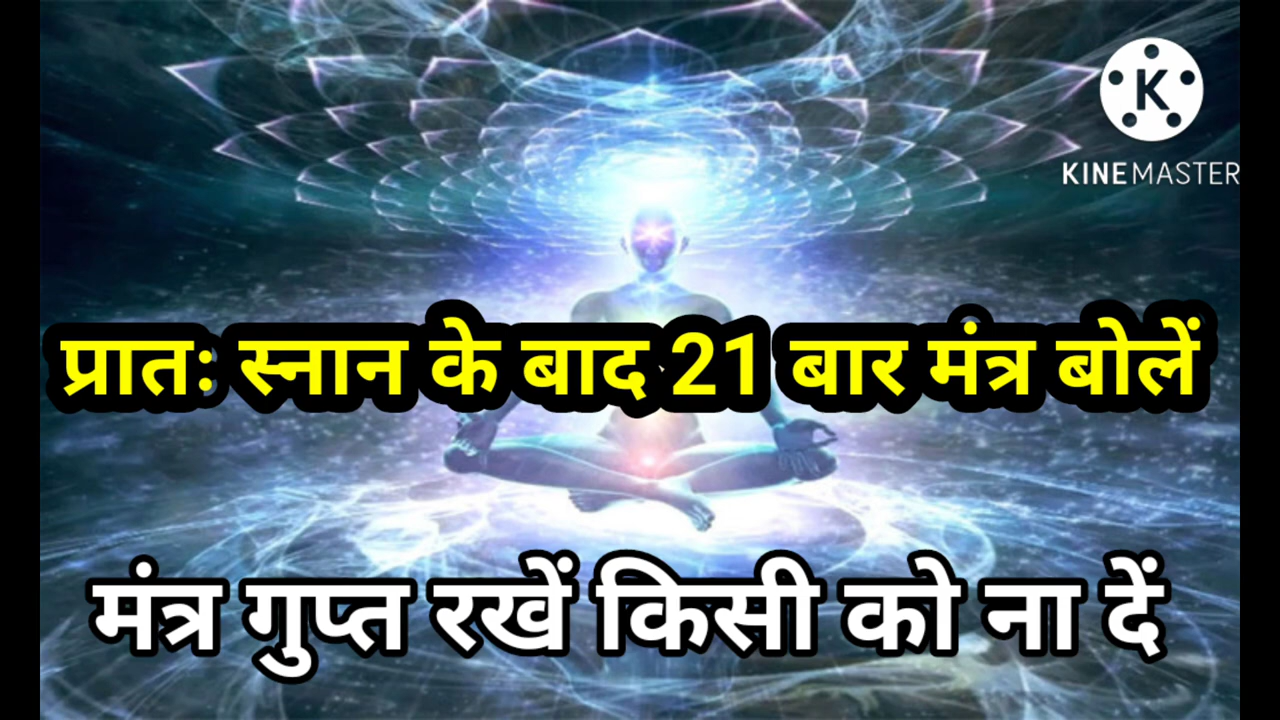 K
KINEMASTER
प्रातः स्नान के बाद 21 बार मंत्र बोलें
मंत्र गुप्त रखें किसी को ना दें